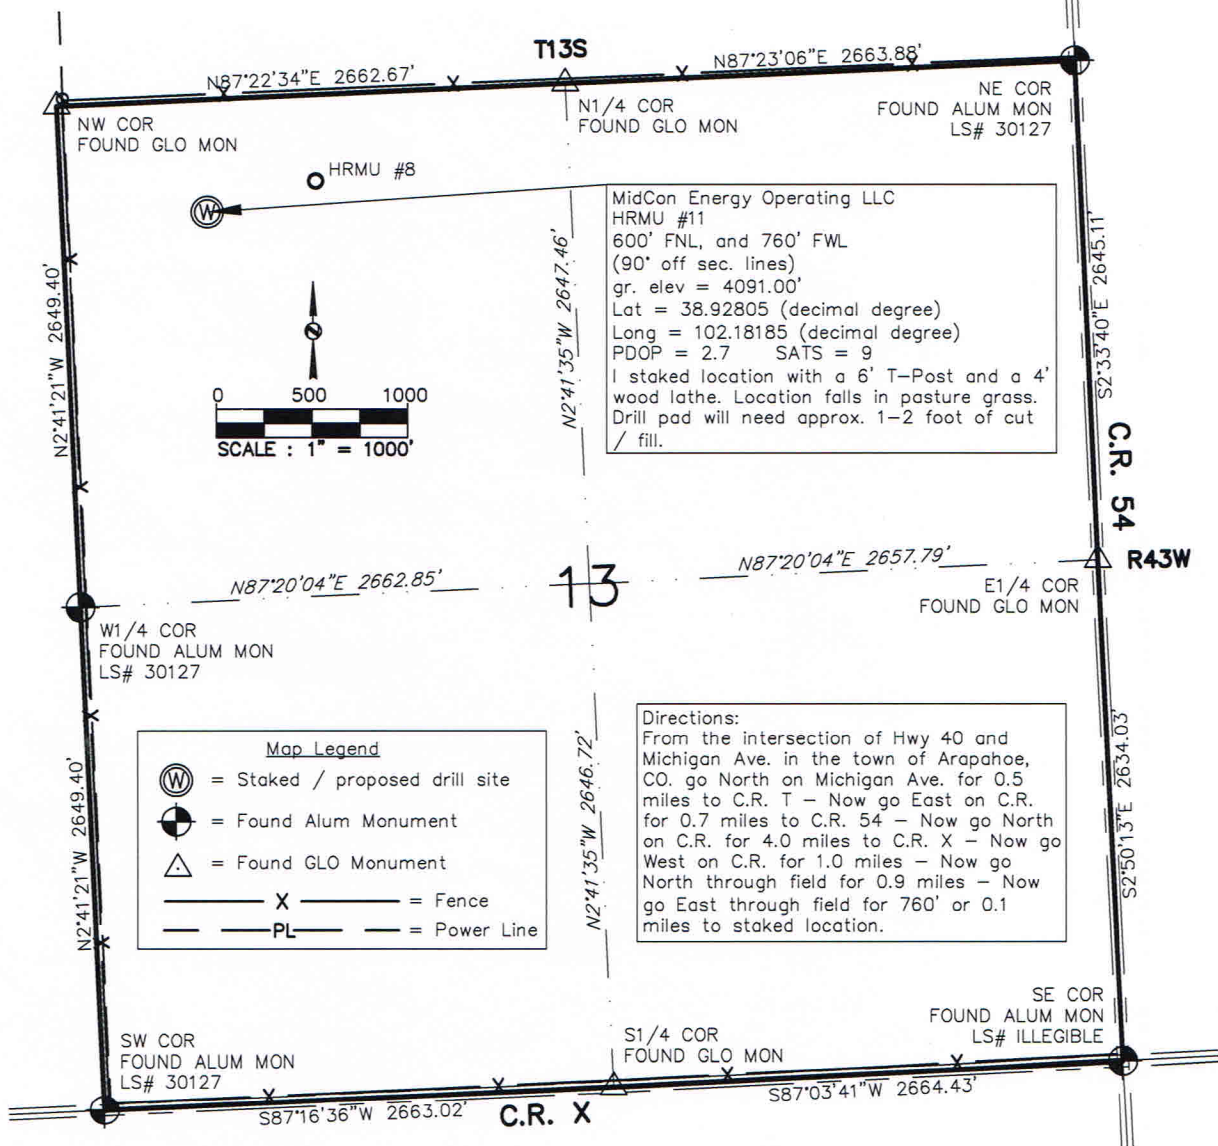 T13S
N87°22'34"E 2662.67'
N87°23'06"E 2663.88'
NW COR
FOUND GLO MON
N1/4 COR
FOUND GLO MON
NE COR
FOUND ALUM MON
LS# 30127
HRMU #8
W
MidCon Energy Operating LLC
HRMU #11
600' FNL, and 760' FWL
(90° off sec. lines)
gr. elev = 4091.00'
Lat = 38.92805 (decimal degree)
Long = 102.18185 (decimal degree)
PDOP = 2.7 SATS = 9
I staked location with a 6' T-Post and a 4'
wood lathe. Location falls in pasture grass.
Drill pad will need approx. 1-2 foot of cut
/ fill.
N2°41'21"W 2649.40'
N2°41'35"W 2647.46'
S2°33'40"E 2645.11'
N
0 500 1000
SCALE : 1" = 1000'
C.R. 54
R43W
N87°20'04"E 2662.85'
13
N87°20'04"E 2657.79'
E1/4 COR
FOUND GLO MON
W1/4 COR
FOUND ALUM MON
LS# 30127
Map Legend
W = Staked / proposed drill site
= Found Alum Monument
= Found GLO Monument
X = Fence
PL = Power Line
Directions:
From the intersection of Hwy 40 and
Michigan Ave. in the town of Arapahoe,
CO. go North on Michigan Ave. for 0.5
miles to C.R. T - Now go East on C.R.
for 0.7 miles to C.R. 54 - Now go North
on C.R. for 4.0 miles to C.R. X - Now go
West on C.R. for 1.0 miles - Now go
North through field for 0.9 miles - Now
go East through field for 760' or 0.1
miles to staked location.
N2°41'21"W 2649.40'
N2°41'35"W 2646.72'
S2°50'13"E 2634.03'
SW COR
FOUND ALUM MON
LS# 30127
S1/4 COR
FOUND GLO MON
SE COR
FOUND ALUM MON
LS# ILLEGIBLE
S87°16'36"W 2663.02'
C.R. X
S87°03'41"W 2664.43'